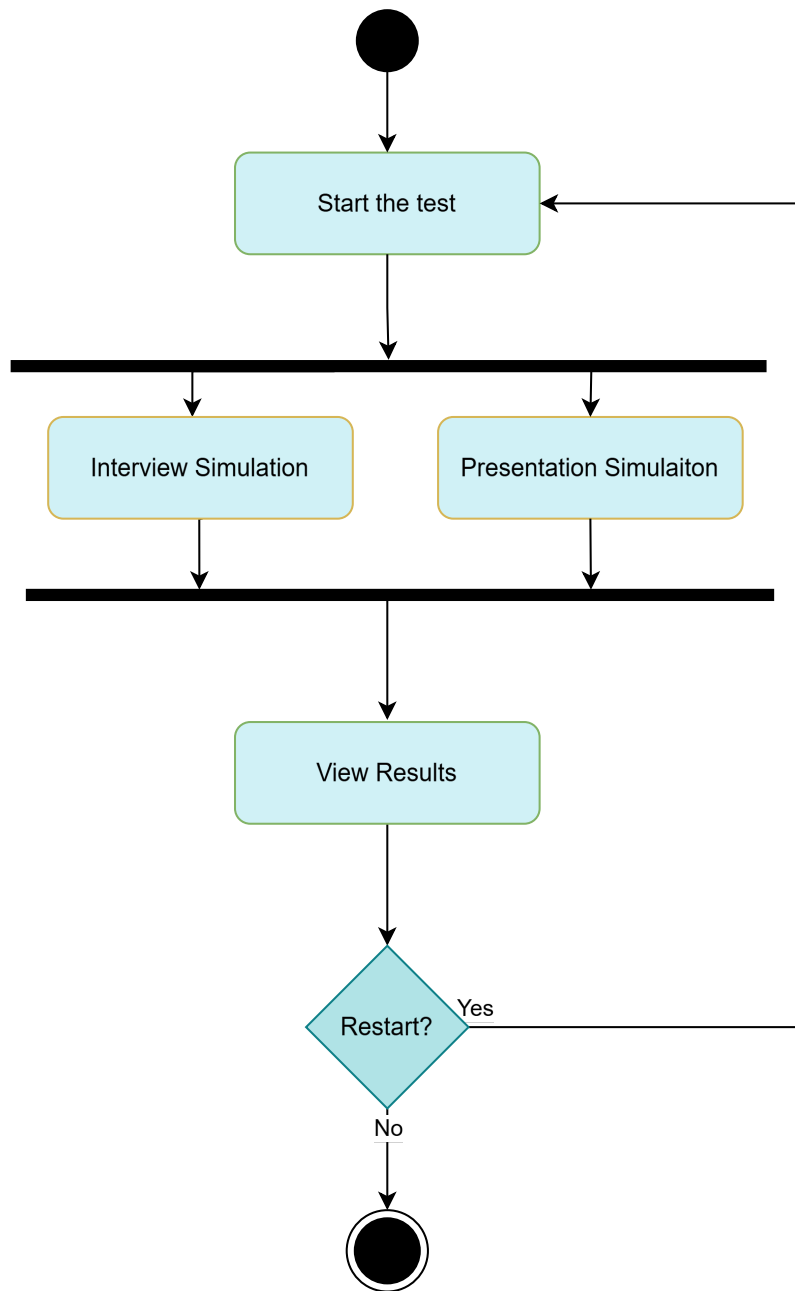 Start the test
Interview Simulation
Presentation Simulaiton
View Results
Restart?
Yes
No